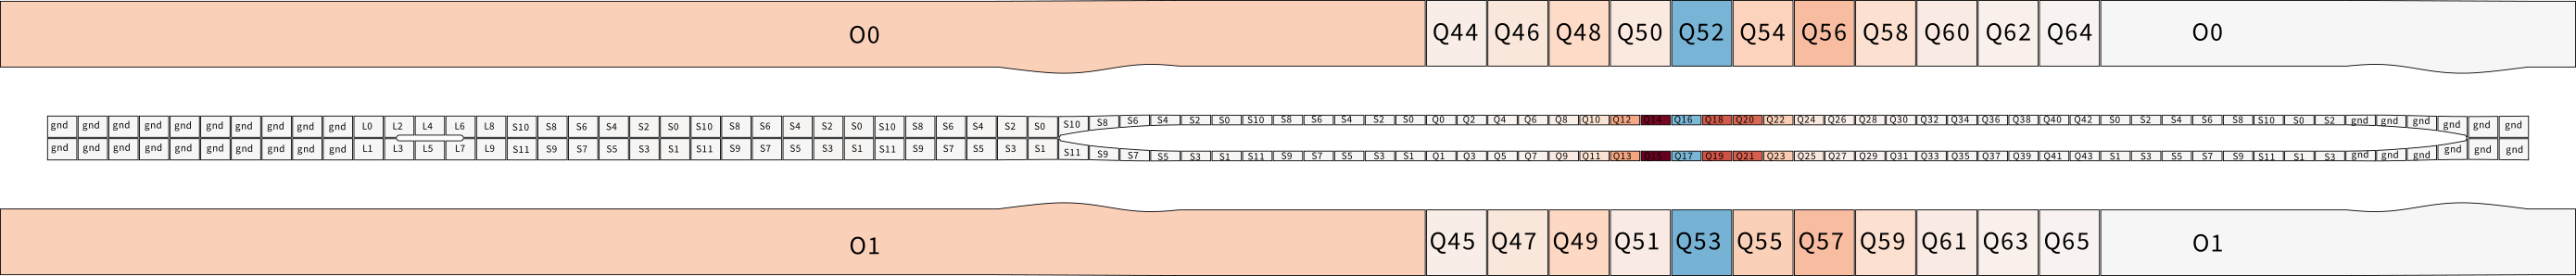 O0 Q44 Q46 Q48 Q50 Q52 Q54 Q56 Q58 Q60 Q62 Q64 O0
gnd gnd gnd gnd gnd gnd gnd gnd gnd gnd L0 L2 L4 L6 L8 S10 S8 S6 S4 S2 S0 S10 S8 S6 S4 S2 S0 S10 S8 S6 S4 S2 S0 S10 S8 S6 S4 S2 S0 S10 S8 S6 S4 S2 S0 Q0 Q2 Q4 Q6 Q8 Q10 Q12 Q14 Q16 Q18 Q20 Q22 Q24 Q26 Q28 Q30 Q32 Q34 Q36 Q38 Q40 Q42 S0 S2 S4 S6 S8 S10 S0 S2 gnd gnd gnd gnd gnd gnd
gnd gnd gnd gnd gnd gnd gnd gnd gnd gnd L1 L3 L5 L7 L9 S11 S9 S7 S5 S3 S1 S11 S9 S7 S5 S3 S1 S11 S9 S7 S5 S3 S1 S11 S9 S7 S5 S3 S1 S11 S9 S7 S5 S3 S1 Q1 Q3 Q5 Q7 Q9 Q11 Q13 Q15 Q17 Q19 Q21 Q23 Q25 Q27 Q29 Q31 Q33 Q35 Q37 Q39 Q41 Q43 S1 S3 S5 S7 S9 S11 S1 S3 gnd gnd gnd gnd gnd gnd
O1 Q45 Q47 Q49 Q51 Q53 Q55 Q57 Q59 Q61 Q63 Q65 O1